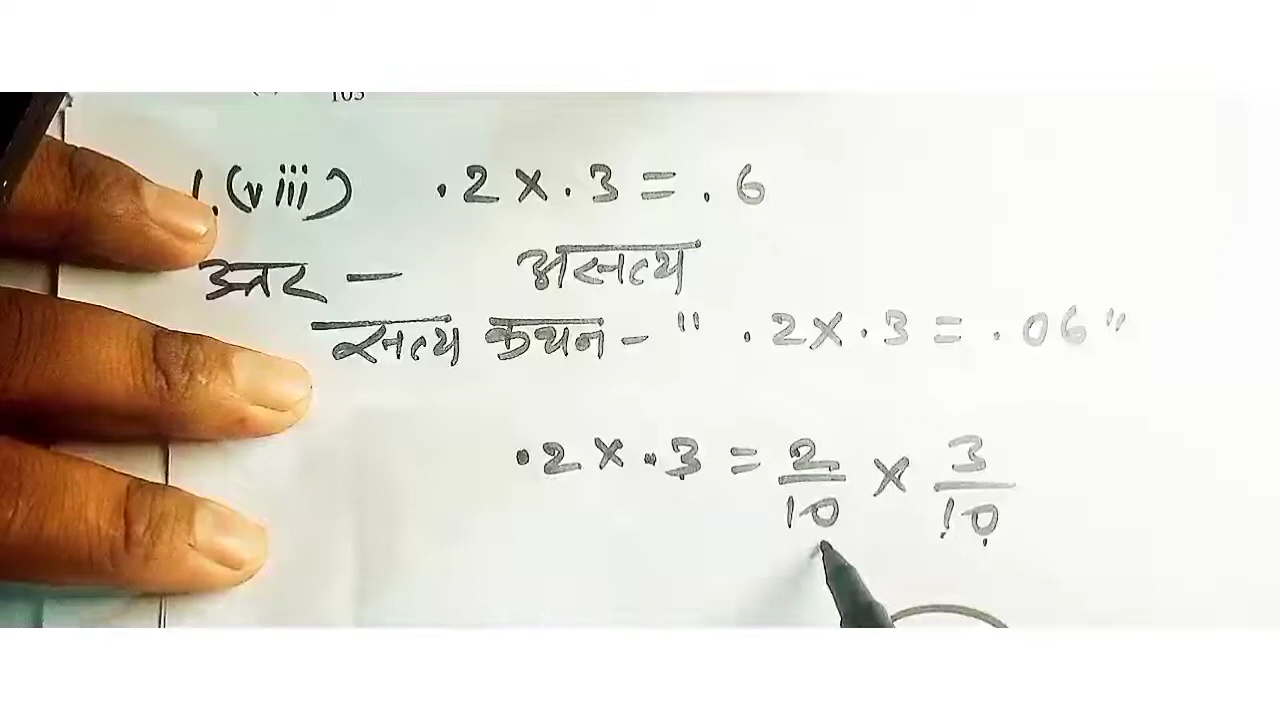 103
1.(viii) .2 × .3 = .6
उत्तर – असत्य
सत्य कथन – " .2 × .3 = .06 "
.2 × .3 = 2/10 × 3/10